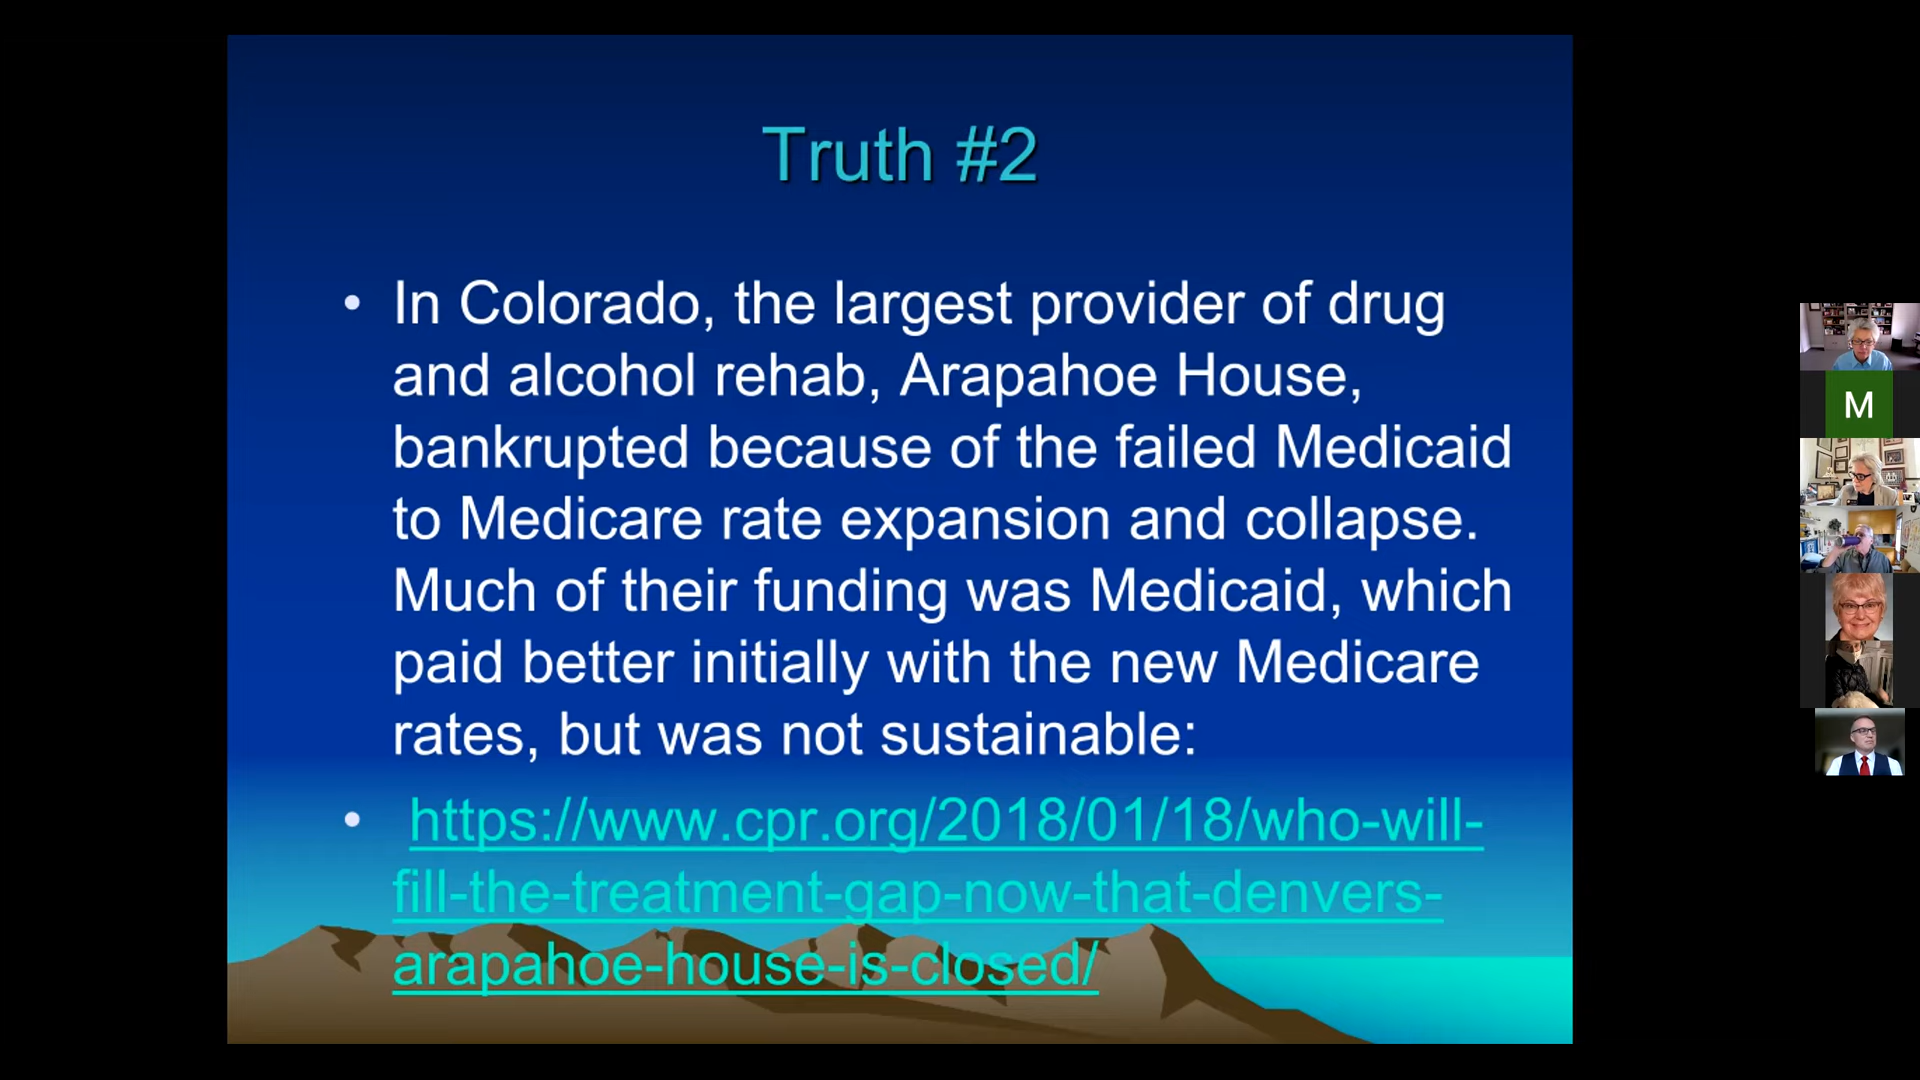 Truth #2
• In Colorado, the largest provider of drug
and alcohol rehab, Arapahoe House,
bankrupted because of the failed Medicaid
to Medicare rate expansion and collapse.
Much of their funding was Medicaid, which
paid better initially with the new Medicare
rates, but was not sustainable:
• https://www.cpr.org/2018/01/18/who-will-
fill-the-treatment-gap-now-that-denvers-
arapahoe-house-is-closed/
M